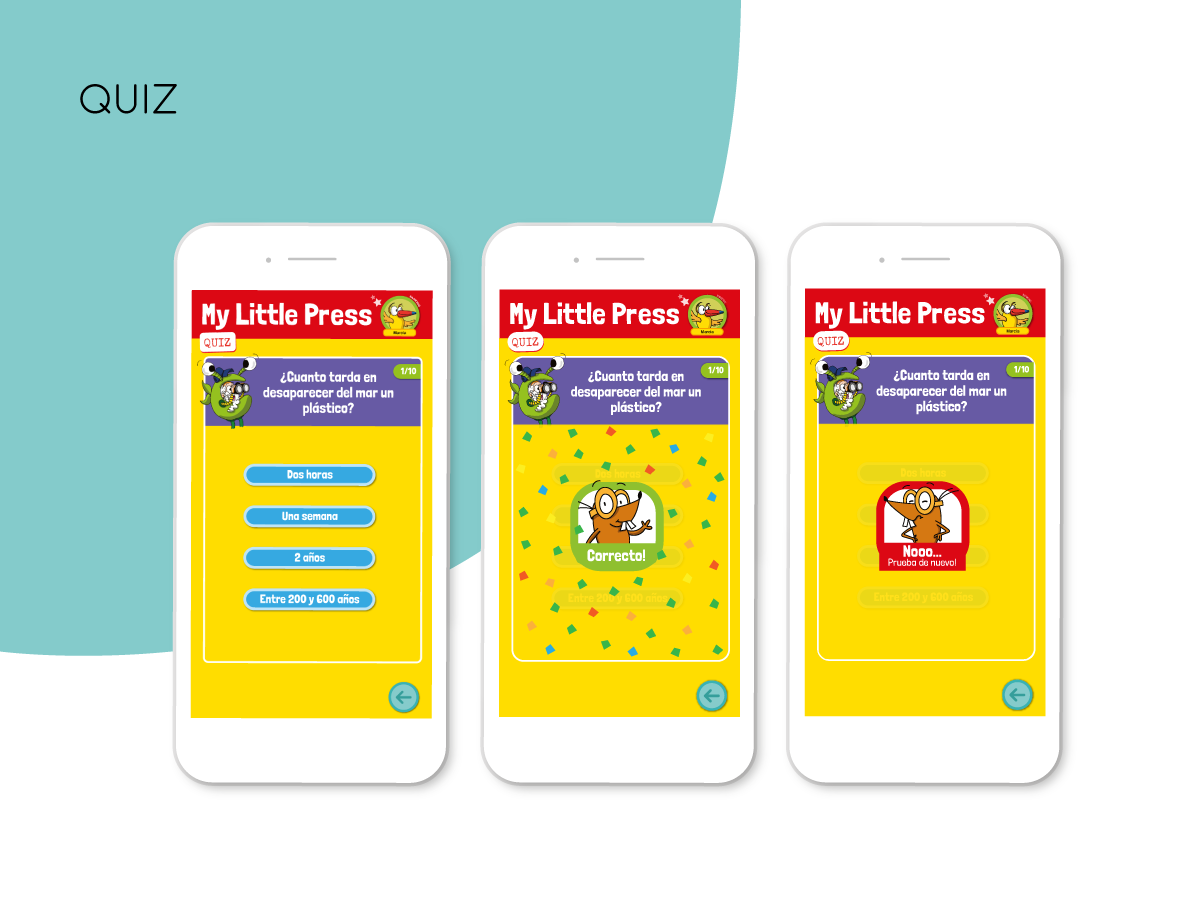 QUIZ
My Little Press
Marcia
QUIZ
1/10
¿Cuanto tarda en
desaparecer del mar un
plástico?
Dos horas
Una semana
2 años
Entre 200 y 600 años
My Little Press
Marcia
QUIZ
1/10
¿Cuanto tarda en
desaparecer del mar un
plástico?
Dos horas
Correcto!
Entre 200 y 600 años
My Little Press
Marcia
QUIZ
1/10
¿Cuanto tarda en
desaparecer del mar un
plástico?
Dos horas
Nooo...
Prueba de nuevo!
Entre 200 y 600 años